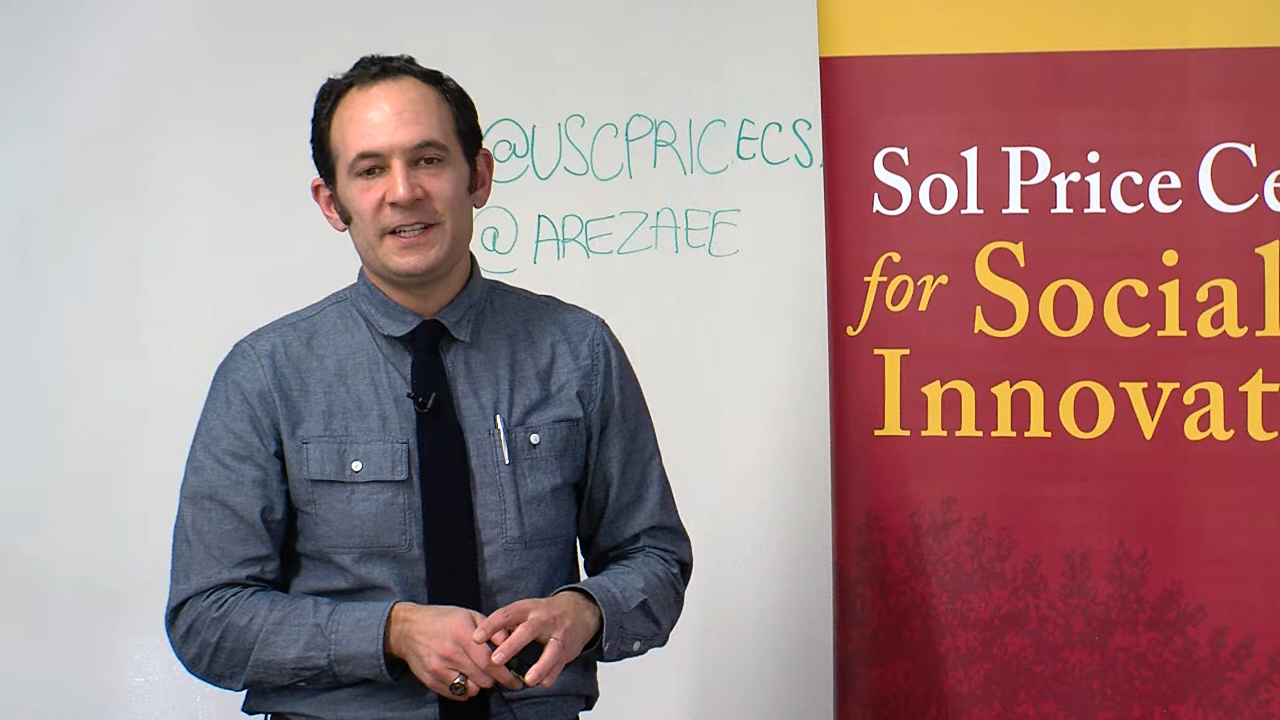 @USCPRICECS.
@AREZAEE
Sol Price Ce
for Social
Innovat